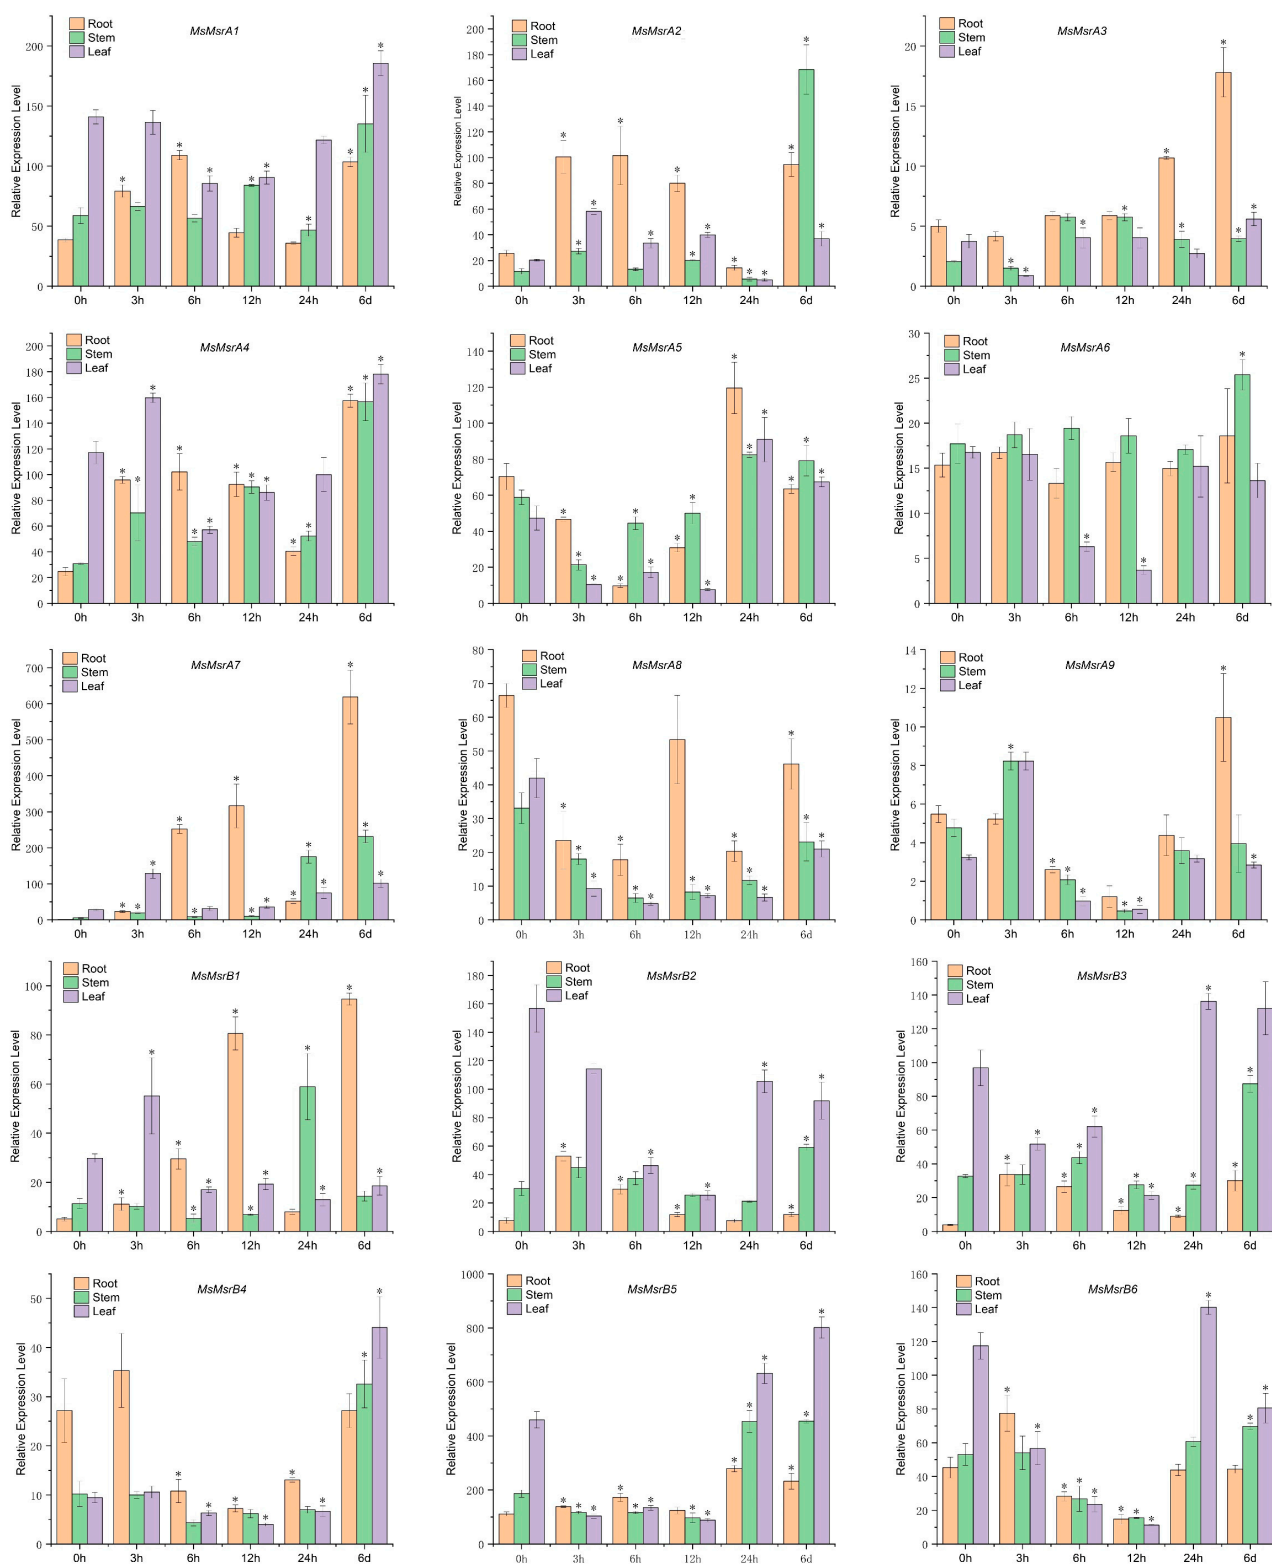 MsMsrA1
Root
Stem
Leaf
Relative Expression Level
200
150
100
50
0
0h 3h 6h 12h 24h 6d
* * * * * * * * *
MsMsrA2
Root
Stem
Leaf
Relative Expression Level
200
180
160
140
120
100
80
60
40
20
0
0h 3h 6h 12h 24h 6d
* * * * * * * * * * * * * *
MsMsrA3
Root
Stem
Leaf
Relative Expression Level
20
15
10
5
0
0h 3h 6h 12h 24h 6d
* * * * * * * * *
MsMsrA4
Root
Stem
Leaf
Relative Expression Level
200
180
160
140
120
100
80
60
40
20
0
0h 3h 6h 12h 24h 6d
* * * * * * * * * * * * * *
MsMsrA5
Root
Stem
Leaf
Relative Expression Level
140
120
100
80
60
40
20
0
0h 3h 6h 12h 24h 6d
* * * * * * * * * * * * * * *
MsMsrA6
Root
Stem
Leaf
Relative Expression Level
30
25
20
15
10
5
0
0h 3h 6h 12h 24h 6d
* * *
MsMsrA7
Root
Stem
Leaf
Relative Expression Level
700
600
500
400
300
200
100
0
0h 3h 6h 12h 24h 6d
* * * * * * * * * * * * * *
MsMsrA8
Root
Stem
Leaf
Relative Expression Level
80
70
60
50
40
30
20
10
0
0h 3h 6h 12h 24h 6d
* * * * * * * * * * * * *
MsMsrA9
Root
Stem
Leaf
Relative Expression Level
14
12
10
8
6
4
2
0
0h 3h 6h 12h 24h 6d
* * * * * * * *
MsMsrB1
Root
Stem
Leaf
Relative Expression Level
100
80
60
40
20
0
0h 3h 6h 12h 24h 6d
* * * * * * * * * * * *
MsMsrB2
Root
Stem
Leaf
Relative Expression Level
180
160
140
120
100
80
60
40
20
0
0h 3h 6h 12h 24h 6d
* * * * * * * * *
MsMsrB3
Root
Stem
Leaf
Relative Expression Level
160
140
120
100
80
60
40
20
0
0h 3h 6h 12h 24h 6d
* * * * * * * * * * * *
MsMsrB4
Root
Stem
Leaf
Relative Expression Level
50
40
30
20
10
0
0h 3h 6h 12h 24h 6d
* * * * * * * *
MsMsrB5
Root
Stem
Leaf
Relative Expression Level
1000
800
600
400
200
0
0h 3h 6h 12h 24h 6d
* * * * * * * * * * * * * *
MsMsrB6
Root
Stem
Leaf
Relative Expression Level
160
140
120
100
80
60
40
20
0
0h 3h 6h 12h 24h 6d
* * * * * * * * * * *